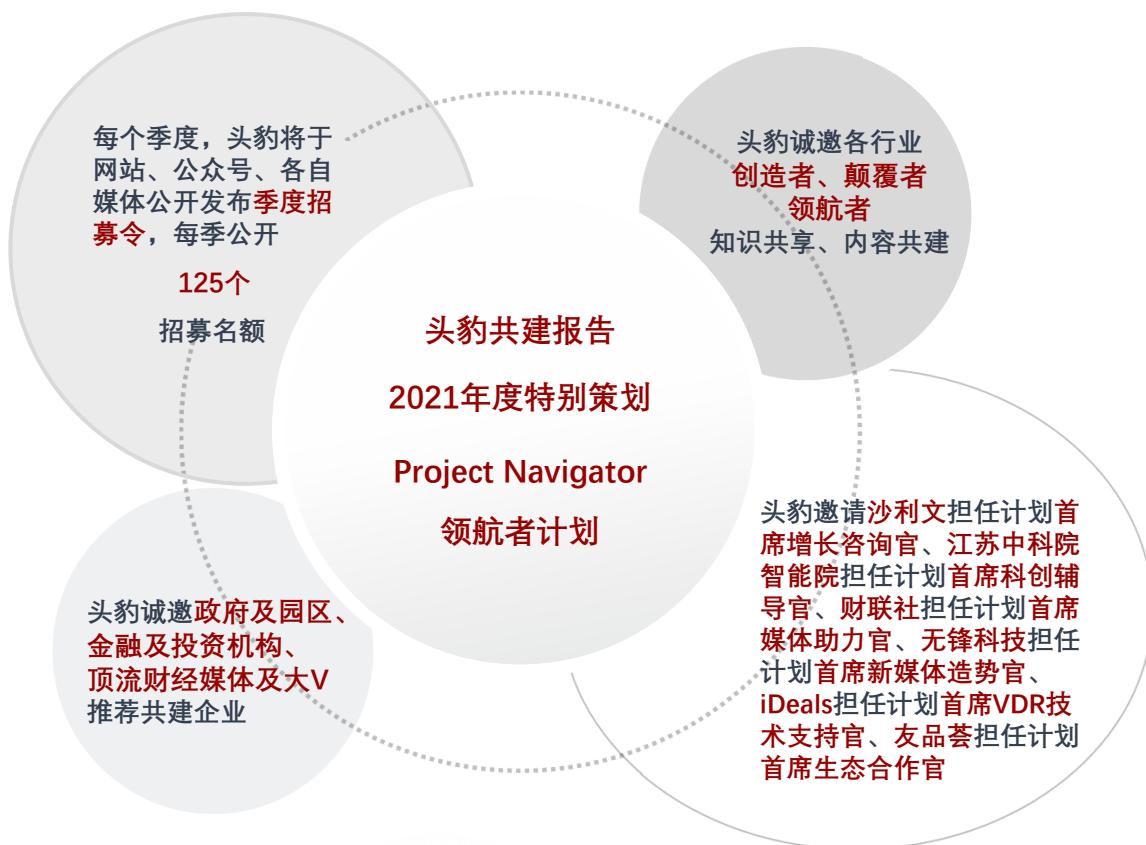 每个季度，头豹将于
网站、公众号、各自
媒体公开发布季度招
募令，每季公开
125个
招募名额
头豹诚邀各行业
创造者、颠覆者
领航者
知识共享、内容共建
头豹共建报告
2021年度特别策划
Project Navigator
领航者计划
头豹诚邀政府及园区、
金融及投资机构、
顶流财经媒体及大V
推荐共建企业
头豹邀请沙利文担任计划首
席增长咨询官、江苏中科院
智能院担任计划首席科创辅
导官、财联社担任计划首席
媒体助力官、无锋科技担任
计划首席新媒体造势官、
iDeals担任计划首席VDR技
术支持官、友品荟担任计划
首席生态合作官